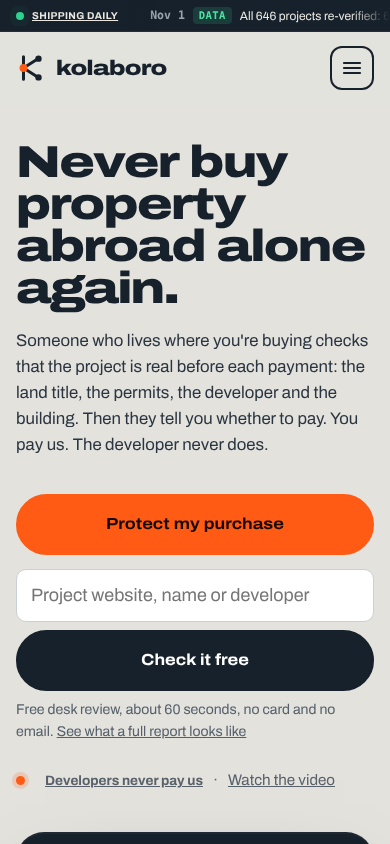 SHIPPING DAILY Nov 1 DATA All 646 projects re-verified:
kolaboro
Never buy
property
abroad alone
again.
Someone who lives where you're buying checks
that the project is real before each payment: the
land title, the permits, the developer and the
building. Then they tell you whether to pay. You
pay us. The developer never does.
Protect my purchase
Project website, name or developer
Check it free
Free desk review, about 60 seconds, no card and no
email. See what a full report looks like
Developers never pay us · Watch the video